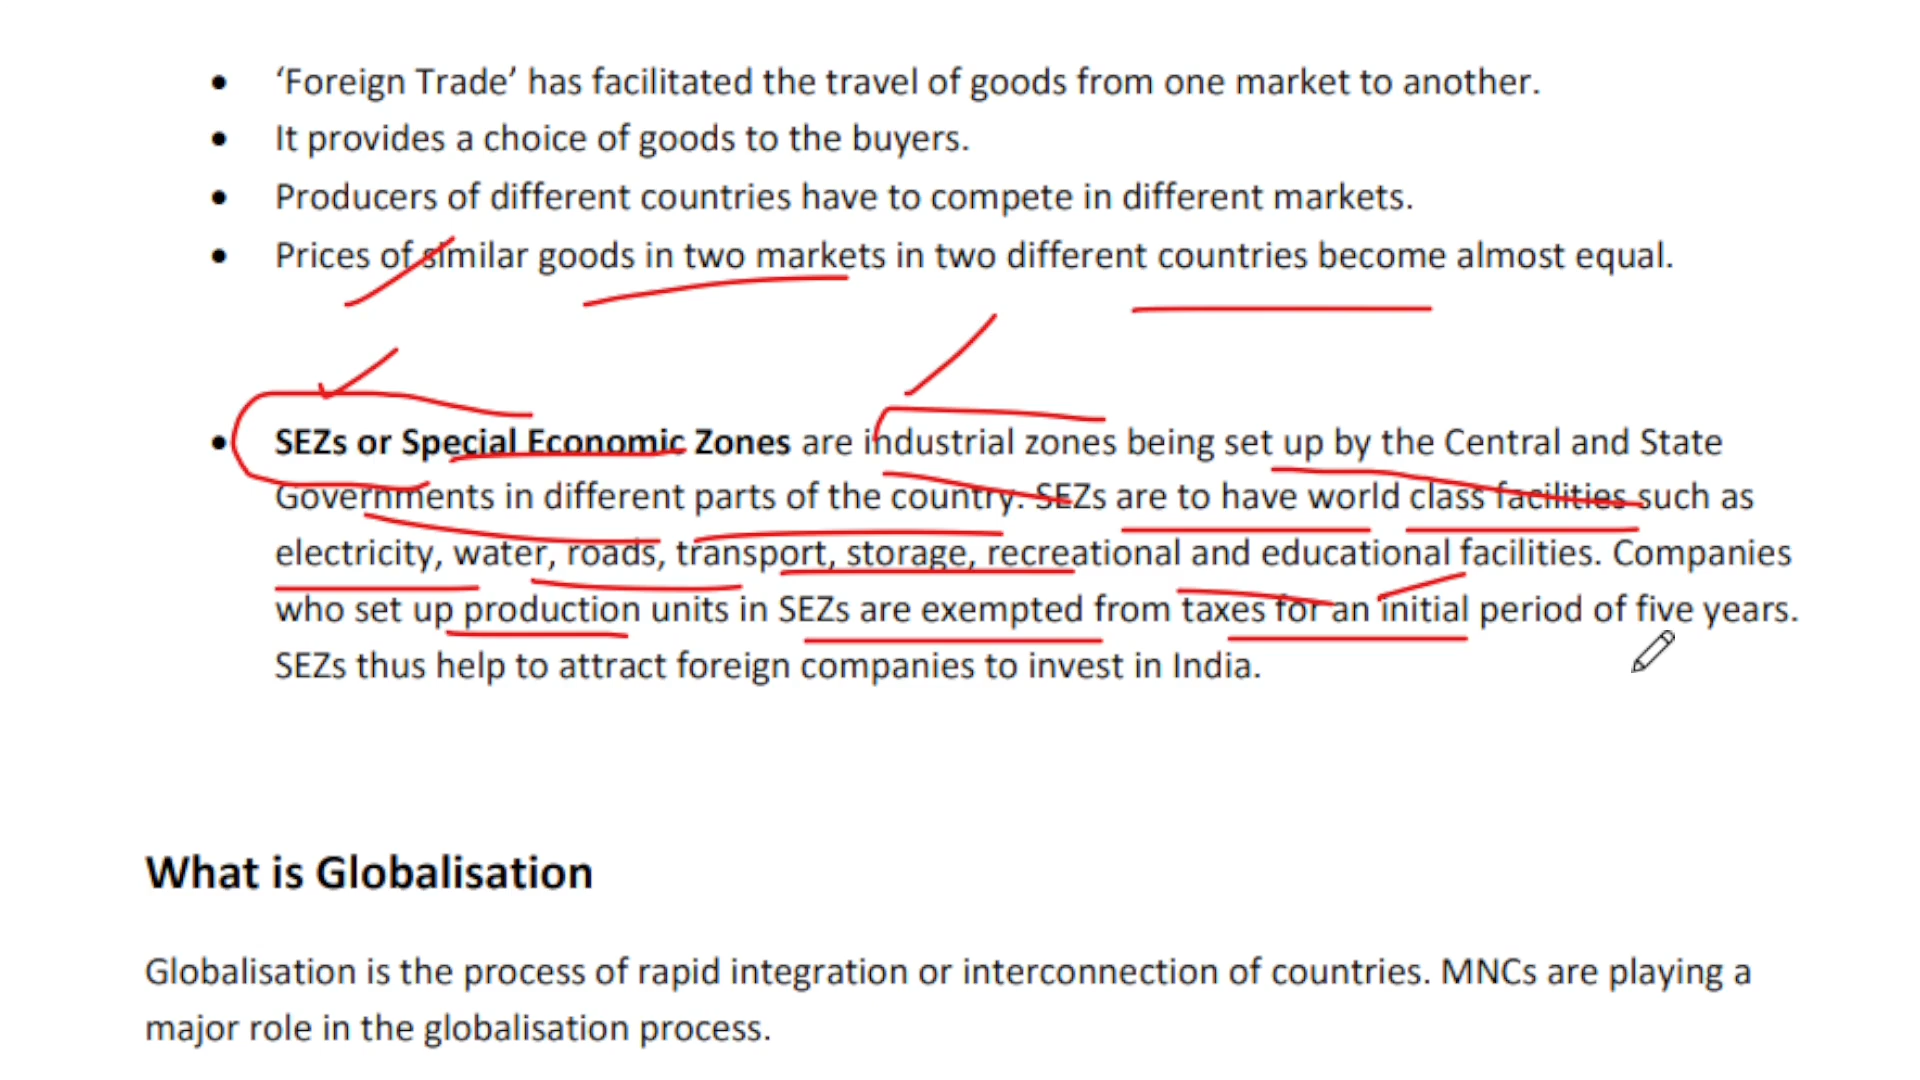 • ‘Foreign Trade’ has facilitated the travel of goods from one market to another.
• It provides a choice of goods to the buyers.
• Producers of different countries have to compete in different markets.
• Prices of similar goods in two markets in two different countries become almost equal.
• SEZs or Special Economic Zones are industrial zones being set up by the Central and State
Governments in different parts of the country. SEZs are to have world class facilities such as
electricity, water, roads, transport, storage, recreational and educational facilities. Companies
who set up production units in SEZs are exempted from taxes for an initial period of five years.
SEZs thus help to attract foreign companies to invest in India.
What is Globalisation
Globalisation is the process of rapid integration or interconnection of countries. MNCs are playing a
major role in the globalisation process.